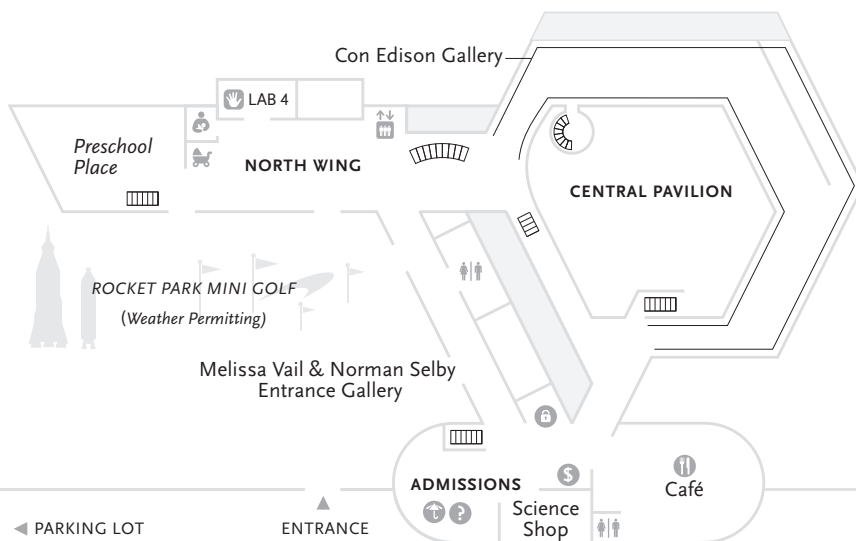 Con Edison Gallery
LAB 4
Preschool
Place
NORTH WING
CENTRAL PAVILION
ROCKET PARK MINI GOLF
(Weather Permitting)
Melissa Vail & Norman Selby
Entrance Gallery
$
ADMISSIONS
Café
?
Science
Shop
PARKING LOT
ENTRANCE